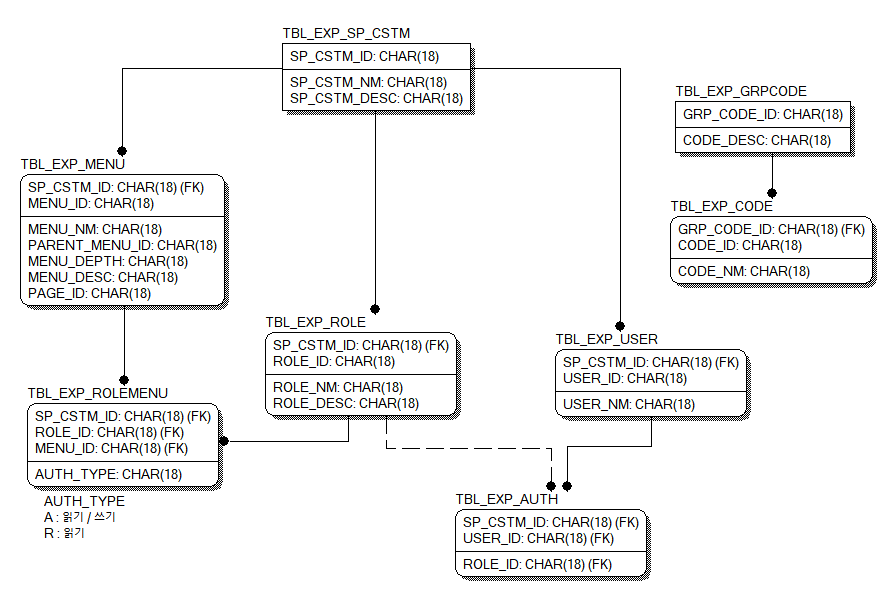 TBL_EXP_SP_CSTM
SP_CSTM_ID: CHAR(18)
SP_CSTM_NM: CHAR(18)
SP_CSTM_DESC: CHAR(18)
TBL_EXP_GRPCODE
GRP_CODE_ID: CHAR(18)
CODE_DESC: CHAR(18)
TBL_EXP_MENU
SP_CSTM_ID: CHAR(18) (FK)
MENU_ID: CHAR(18)
MENU_NM: CHAR(18)
PARENT_MENU_ID: CHAR(18)
MENU_DEPTH: CHAR(18)
MENU_DESC: CHAR(18)
PAGE_ID: CHAR(18)
TBL_EXP_CODE
GRP_CODE_ID: CHAR(18) (FK)
CODE_ID: CHAR(18)
CODE_NM: CHAR(18)
TBL_EXP_ROLE
SP_CSTM_ID: CHAR(18) (FK)
ROLE_ID: CHAR(18)
ROLE_NM: CHAR(18)
ROLE_DESC: CHAR(18)
TBL_EXP_USER
SP_CSTM_ID: CHAR(18) (FK)
USER_ID: CHAR(18)
USER_NM: CHAR(18)
TBL_EXP_ROLEMENU
SP_CSTM_ID: CHAR(18) (FK)
ROLE_ID: CHAR(18) (FK)
MENU_ID: CHAR(18) (FK)
AUTH_TYPE: CHAR(18)
AUTH_TYPE
A : 읽기 / 쓰기
R : 읽기
TBL_EXP_AUTH
SP_CSTM_ID: CHAR(18) (FK)
USER_ID: CHAR(18) (FK)
ROLE_ID: CHAR(18) (FK)